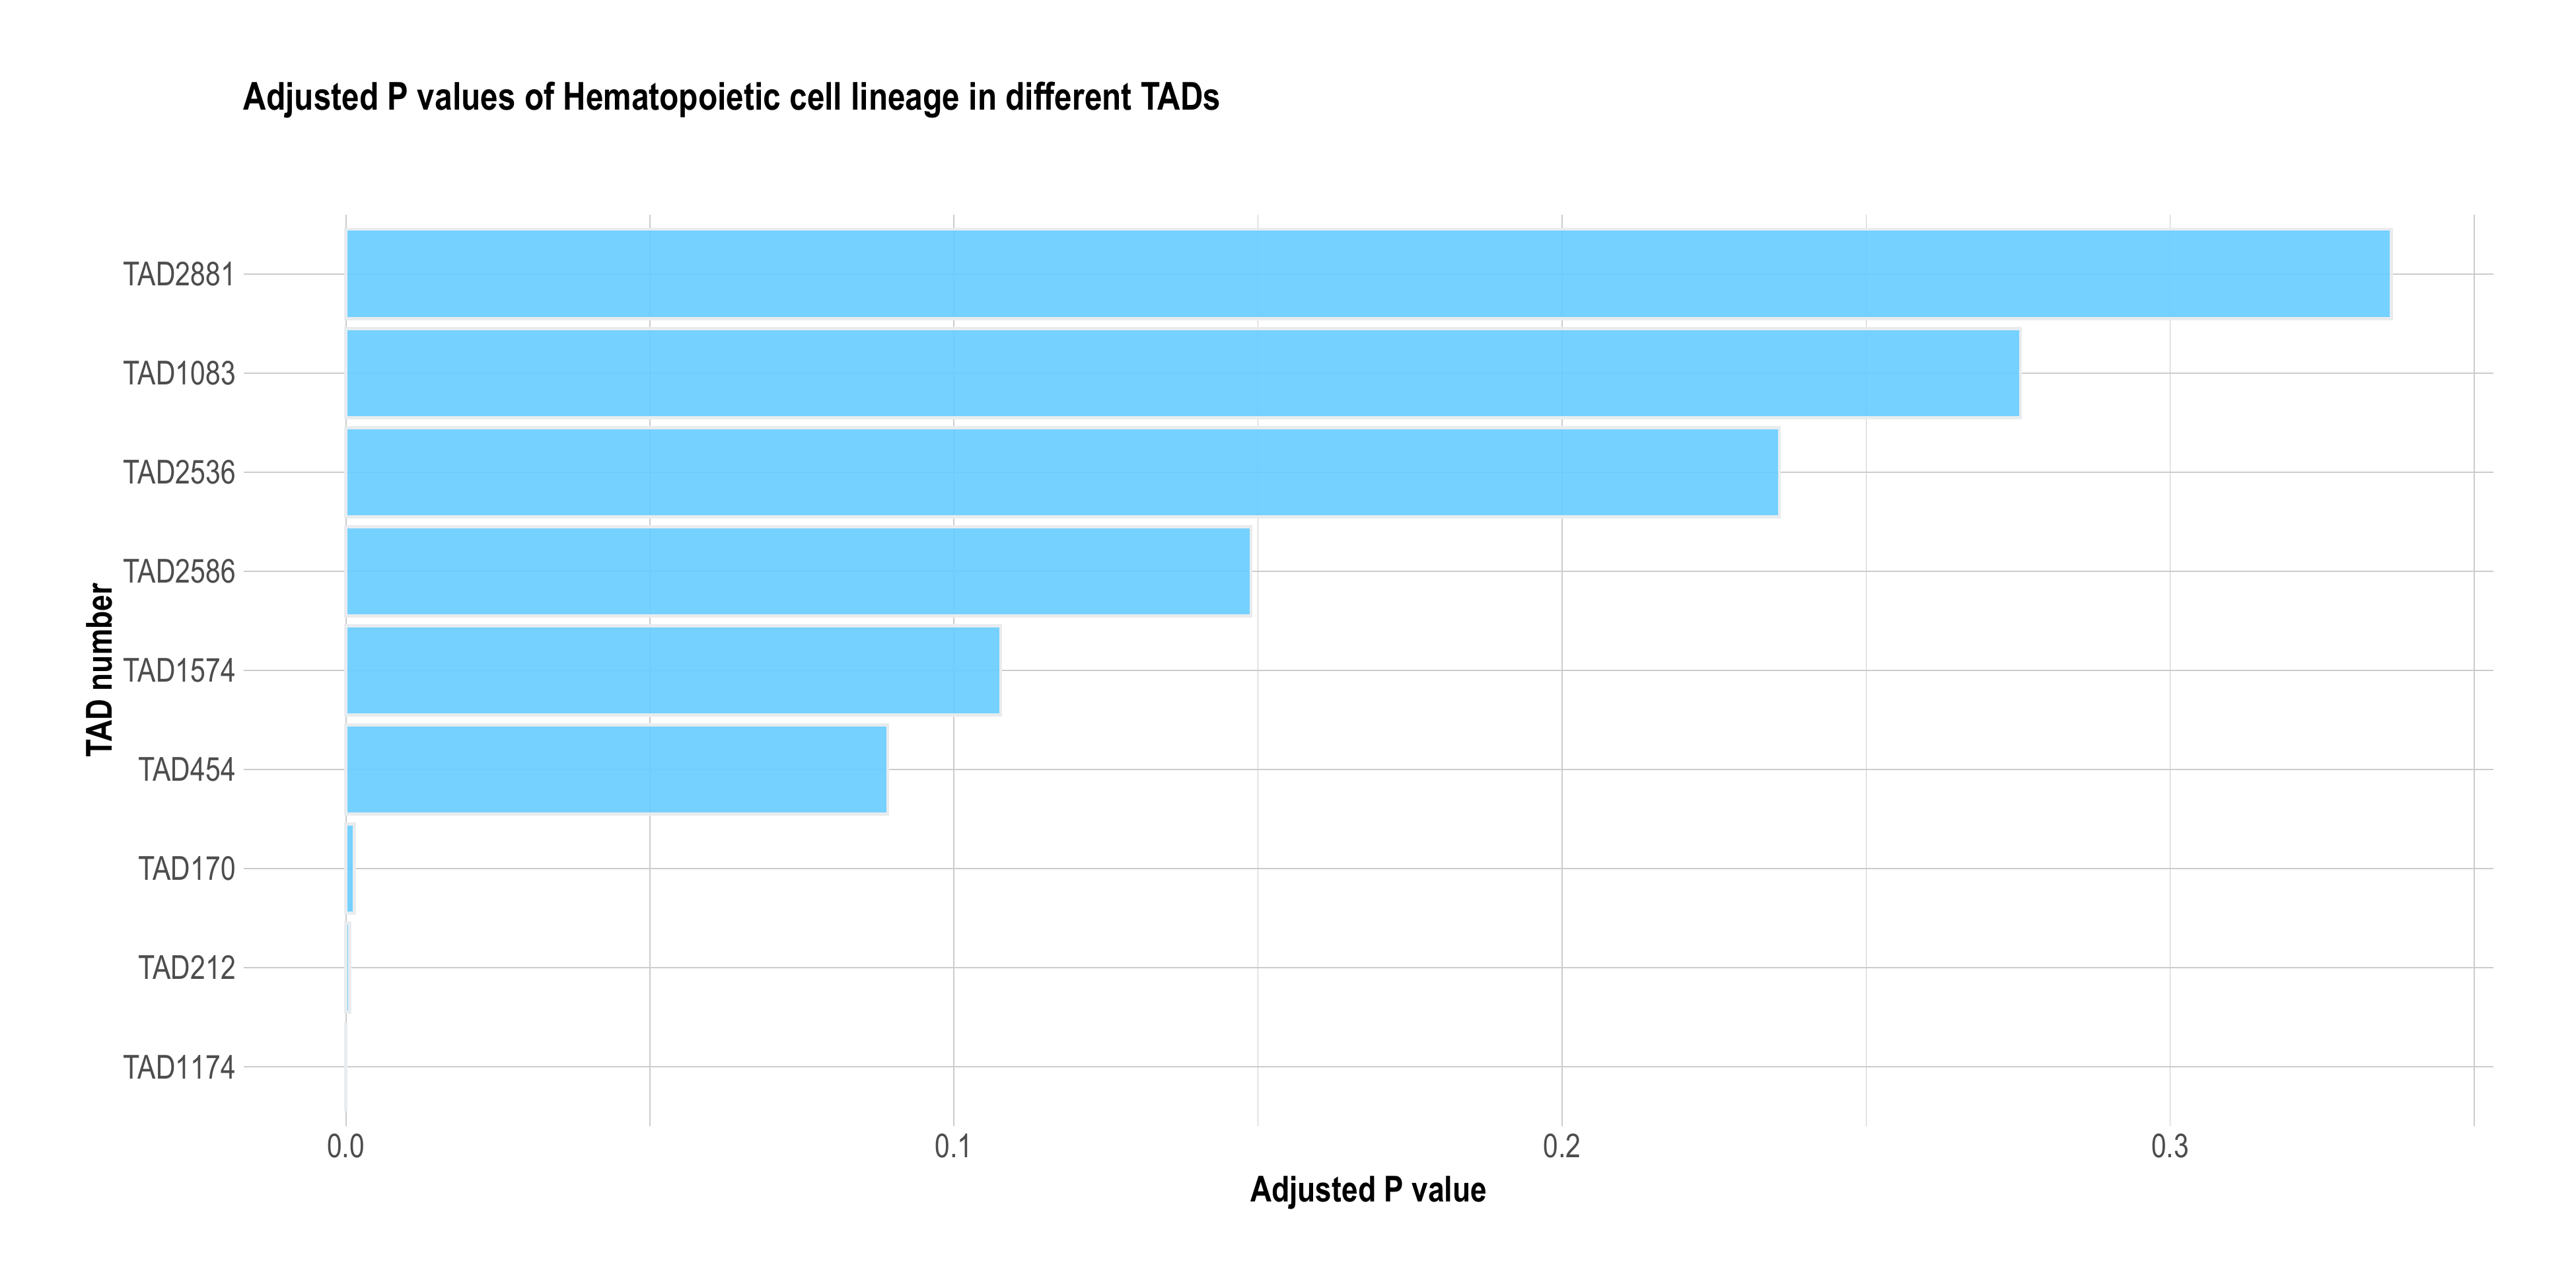 Adjusted P values of Hematopoietic cell lineage in different TADs
TAD number
TAD2881
TAD1083
TAD2536
TAD2586
TAD1574
TAD454
TAD170
TAD212
TAD1174
0.0 0.1 0.2 0.3
Adjusted P value